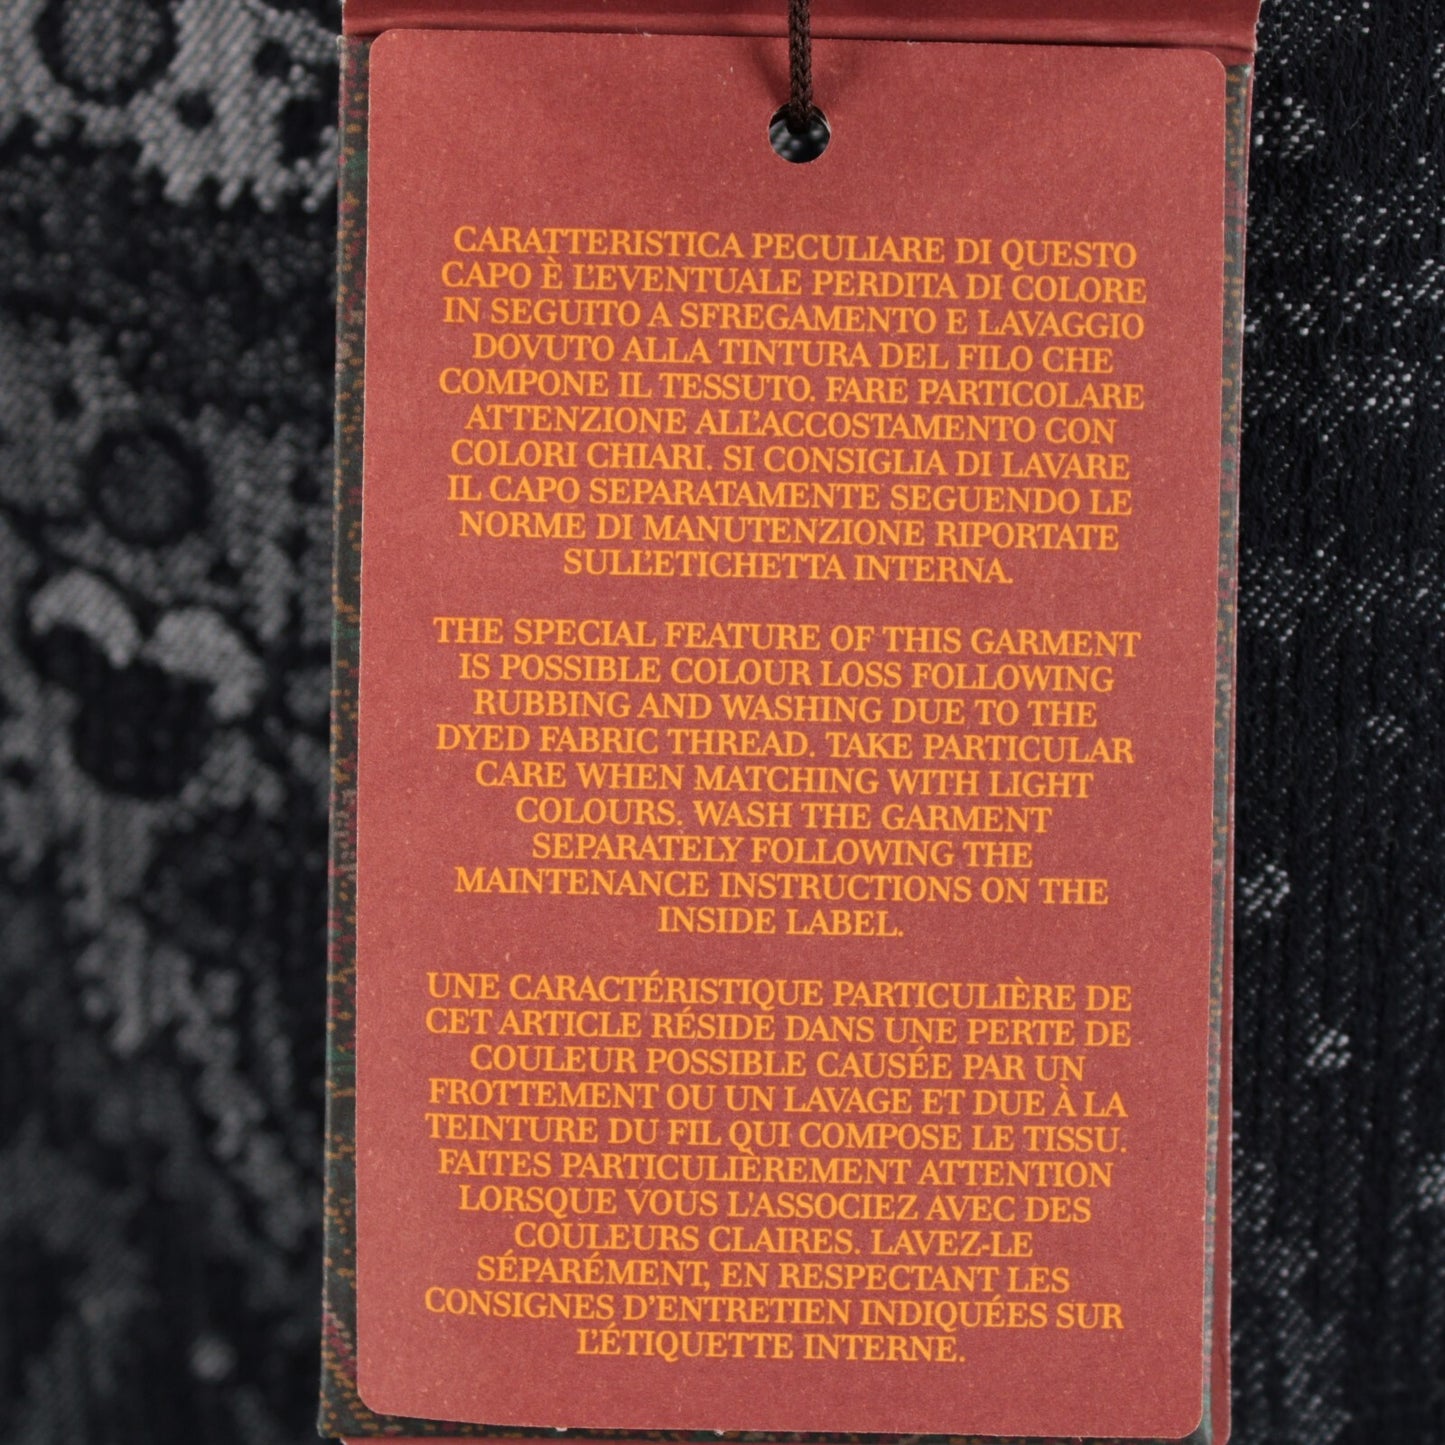 CARATTERISTICA PECULIARE DI QUESTO
CAPO È L'EVENTUALE PERDITA DI COLORE
IN SEGUITO A SFREGAMENTO E LAVAGGIO
DOVUTO ALLA TINTURA DEL FILO CHE
COMPONE IL TESSUTO. FARE PARTICOLARE
ATTENZIONE ALL'ACCOSTAMENTO CON
COLORI CHIARI. SI CONSIGLIA DI LAVARE
IL CAPO SEPARATAMENTE SEGUENDO LE
NORME DI MANUTENZIONE RIPORTATE
SULL'ETICHETTA INTERNA.
THE SPECIAL FEATURE OF THIS GARMENT
IS POSSIBLE COLOUR LOSS FOLLOWING
RUBBING AND WASHING DUE TO THE
DYED FABRIC THREAD. TAKE PARTICULAR
CARE WHEN MATCHING WITH LIGHT
COLOURS. WASH THE GARMENT
SEPARATELY FOLLOWING THE
MAINTENANCE INSTRUCTIONS ON THE
INSIDE LABEL.
UNE CARACTÉRISTIQUE PARTICULIÈRE DE
CET ARTICLE RÉSIDE DANS UNE PERTE DE
COULEUR POSSIBLE CAUSÉE PAR UN
FROTTEMENT OU UN LAVAGE ET DUE À LA
TEINTURE DU FIL QUI COMPOSE LE TISSU.
FAITES PARTICULIÈREMENT ATTENTION
LORSQUE VOUS L'ASSOCIEZ AVEC DES
COULEURS CLAIRES. LAVEZ-LE
SÉPARÉMENT, EN RESPECTANT LES
CONSIGNES D'ENTRETIEN INDIQUÉES SUR
L'ÉTIQUETTE INTERNE.